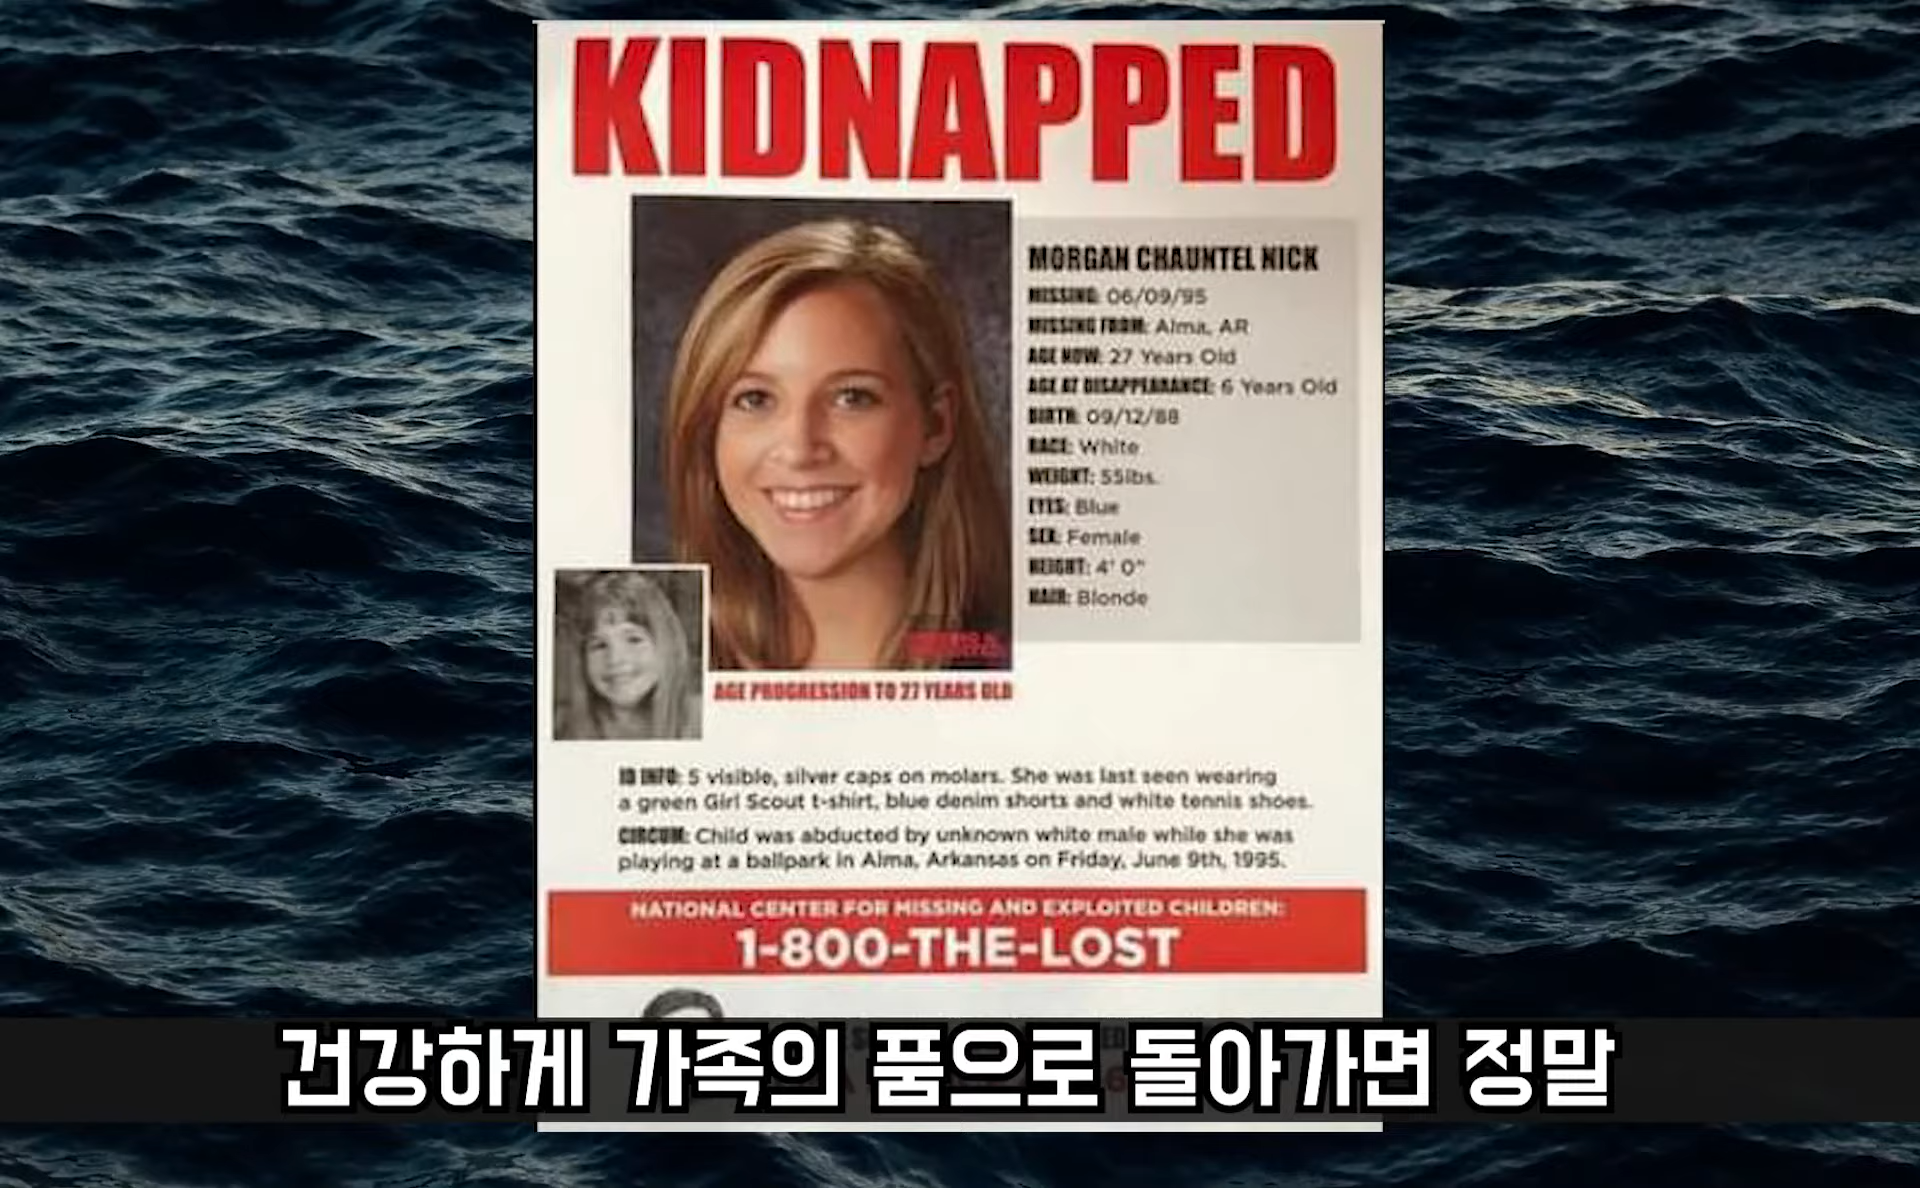 KIDNAPPED
MORGAN CHAUNTEL NICK
MISSING: 06/09/95
MISSING FROM: Alma, AR
AGE NOW: 27 Years Old
AGE AT DISAPPEARANCE: 6 Years Old
BIRTH: 09/12/88
RACE: White
WEIGHT: 55lbs.
EYES: Blue
SEX: Female
HEIGHT: 4' 0"
HAIR: Blonde
AGE PROGRESSION TO 27 YEARS OLD
ID INFO: 5 visible, silver caps on molars. She was last seen wearing
a green Girl Scout t-shirt, blue denim shorts and white tennis shoes.
CIRCUM: Child was abducted by unknown white male while she was
playing at a ballpark in Alma, Arkansas on Friday, June 9th, 1995.
NATIONAL CENTER FOR MISSING AND EXPLOITED CHILDREN:
1-800-THE-LOST
건강하게 가족의 품으로 돌아가면 정말